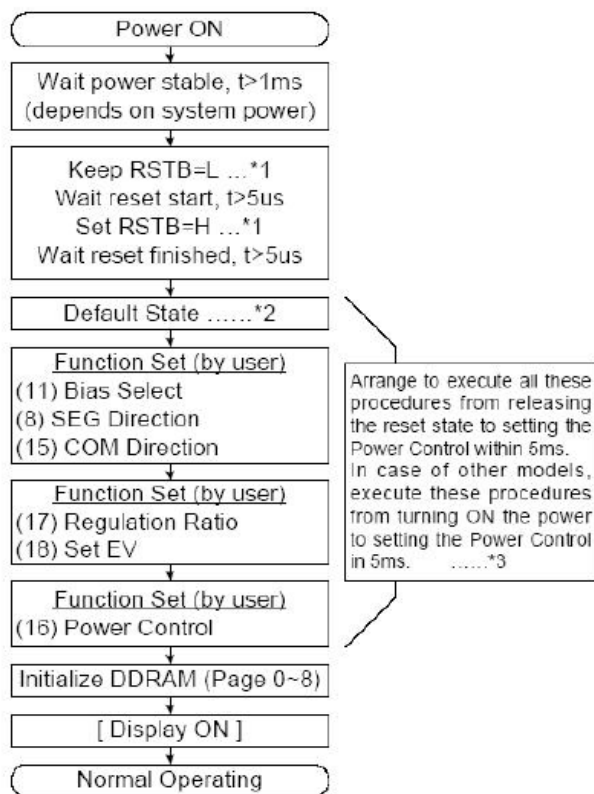 Power ON
Wait power stable, t>1ms
(depends on system power)
Keep RSTB=L ...*1
Wait reset start, t>5us
Set RSTB=H ...*1
Wait reset finished, t>5us
Default State ......*2
Function Set (by user)
(11) Bias Select
(8) SEG Direction
(15) COM Direction
Function Set (by user)
(17) Regulation Ratio
(18) Set EV
Function Set (by user)
(16) Power Control
Arrange to execute all these
procedures from releasing
the reset state to setting the
Power Control within 5ms.
In case of other models,
execute these procedures
from turning ON the power
to setting the Power Control
in 5ms. ......*3
Initialize DDRAM (Page 0~8)
[ Display ON ]
Normal Operating